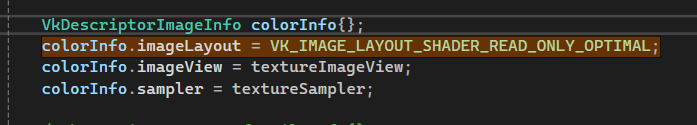 VkDescriptorImageInfo colorInfo{};
colorInfo.imageLayout = VK_IMAGE_LAYOUT_SHADER_READ_ONLY_OPTIMAL;
colorInfo.imageView = textureImageView;
colorInfo.sampler = textureSampler;